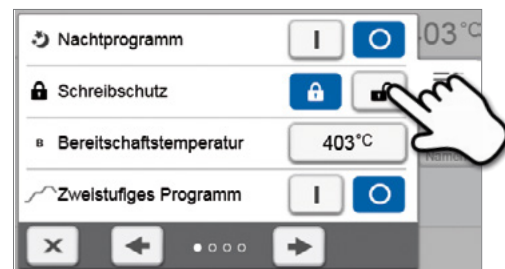 Nachtprogramm I O
Schreibschutz
B Bereitschaftstemperatur 403°C
Zweistufiges Programm I O
03°C